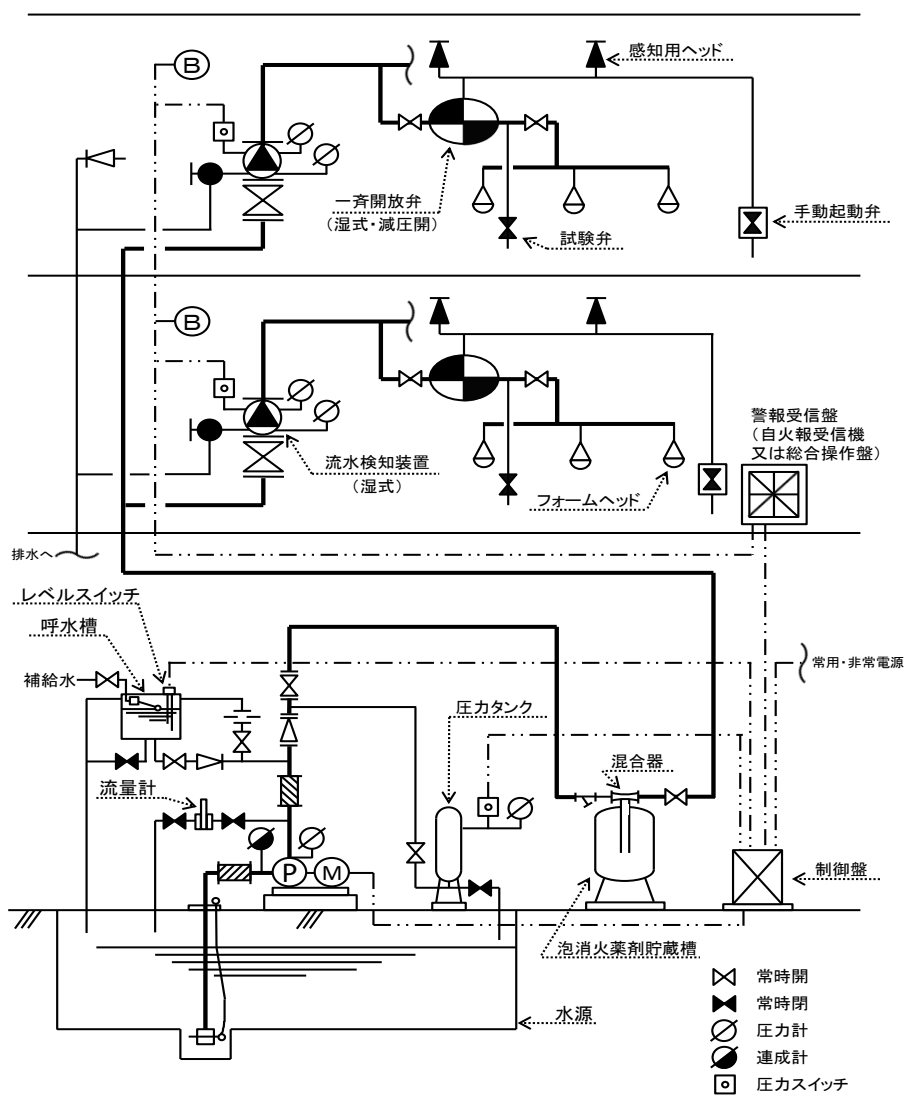 感知用ヘッド
B
一斉開放弁
(湿式・減圧開)
試験弁
手動起動弁
B
流水検知装置
(湿式)
フォームヘッド
警報受信盤
(自火報受信機
又は総合操作盤)
排水へ
レベルスイッチ
呼水槽
補給水
常用・非常電源
圧力タンク
混合器
流量計
P
M
制御盤
泡消火薬剤貯蔵槽
水源
常時開
常時閉
圧力計
連成計
圧力スイッチ